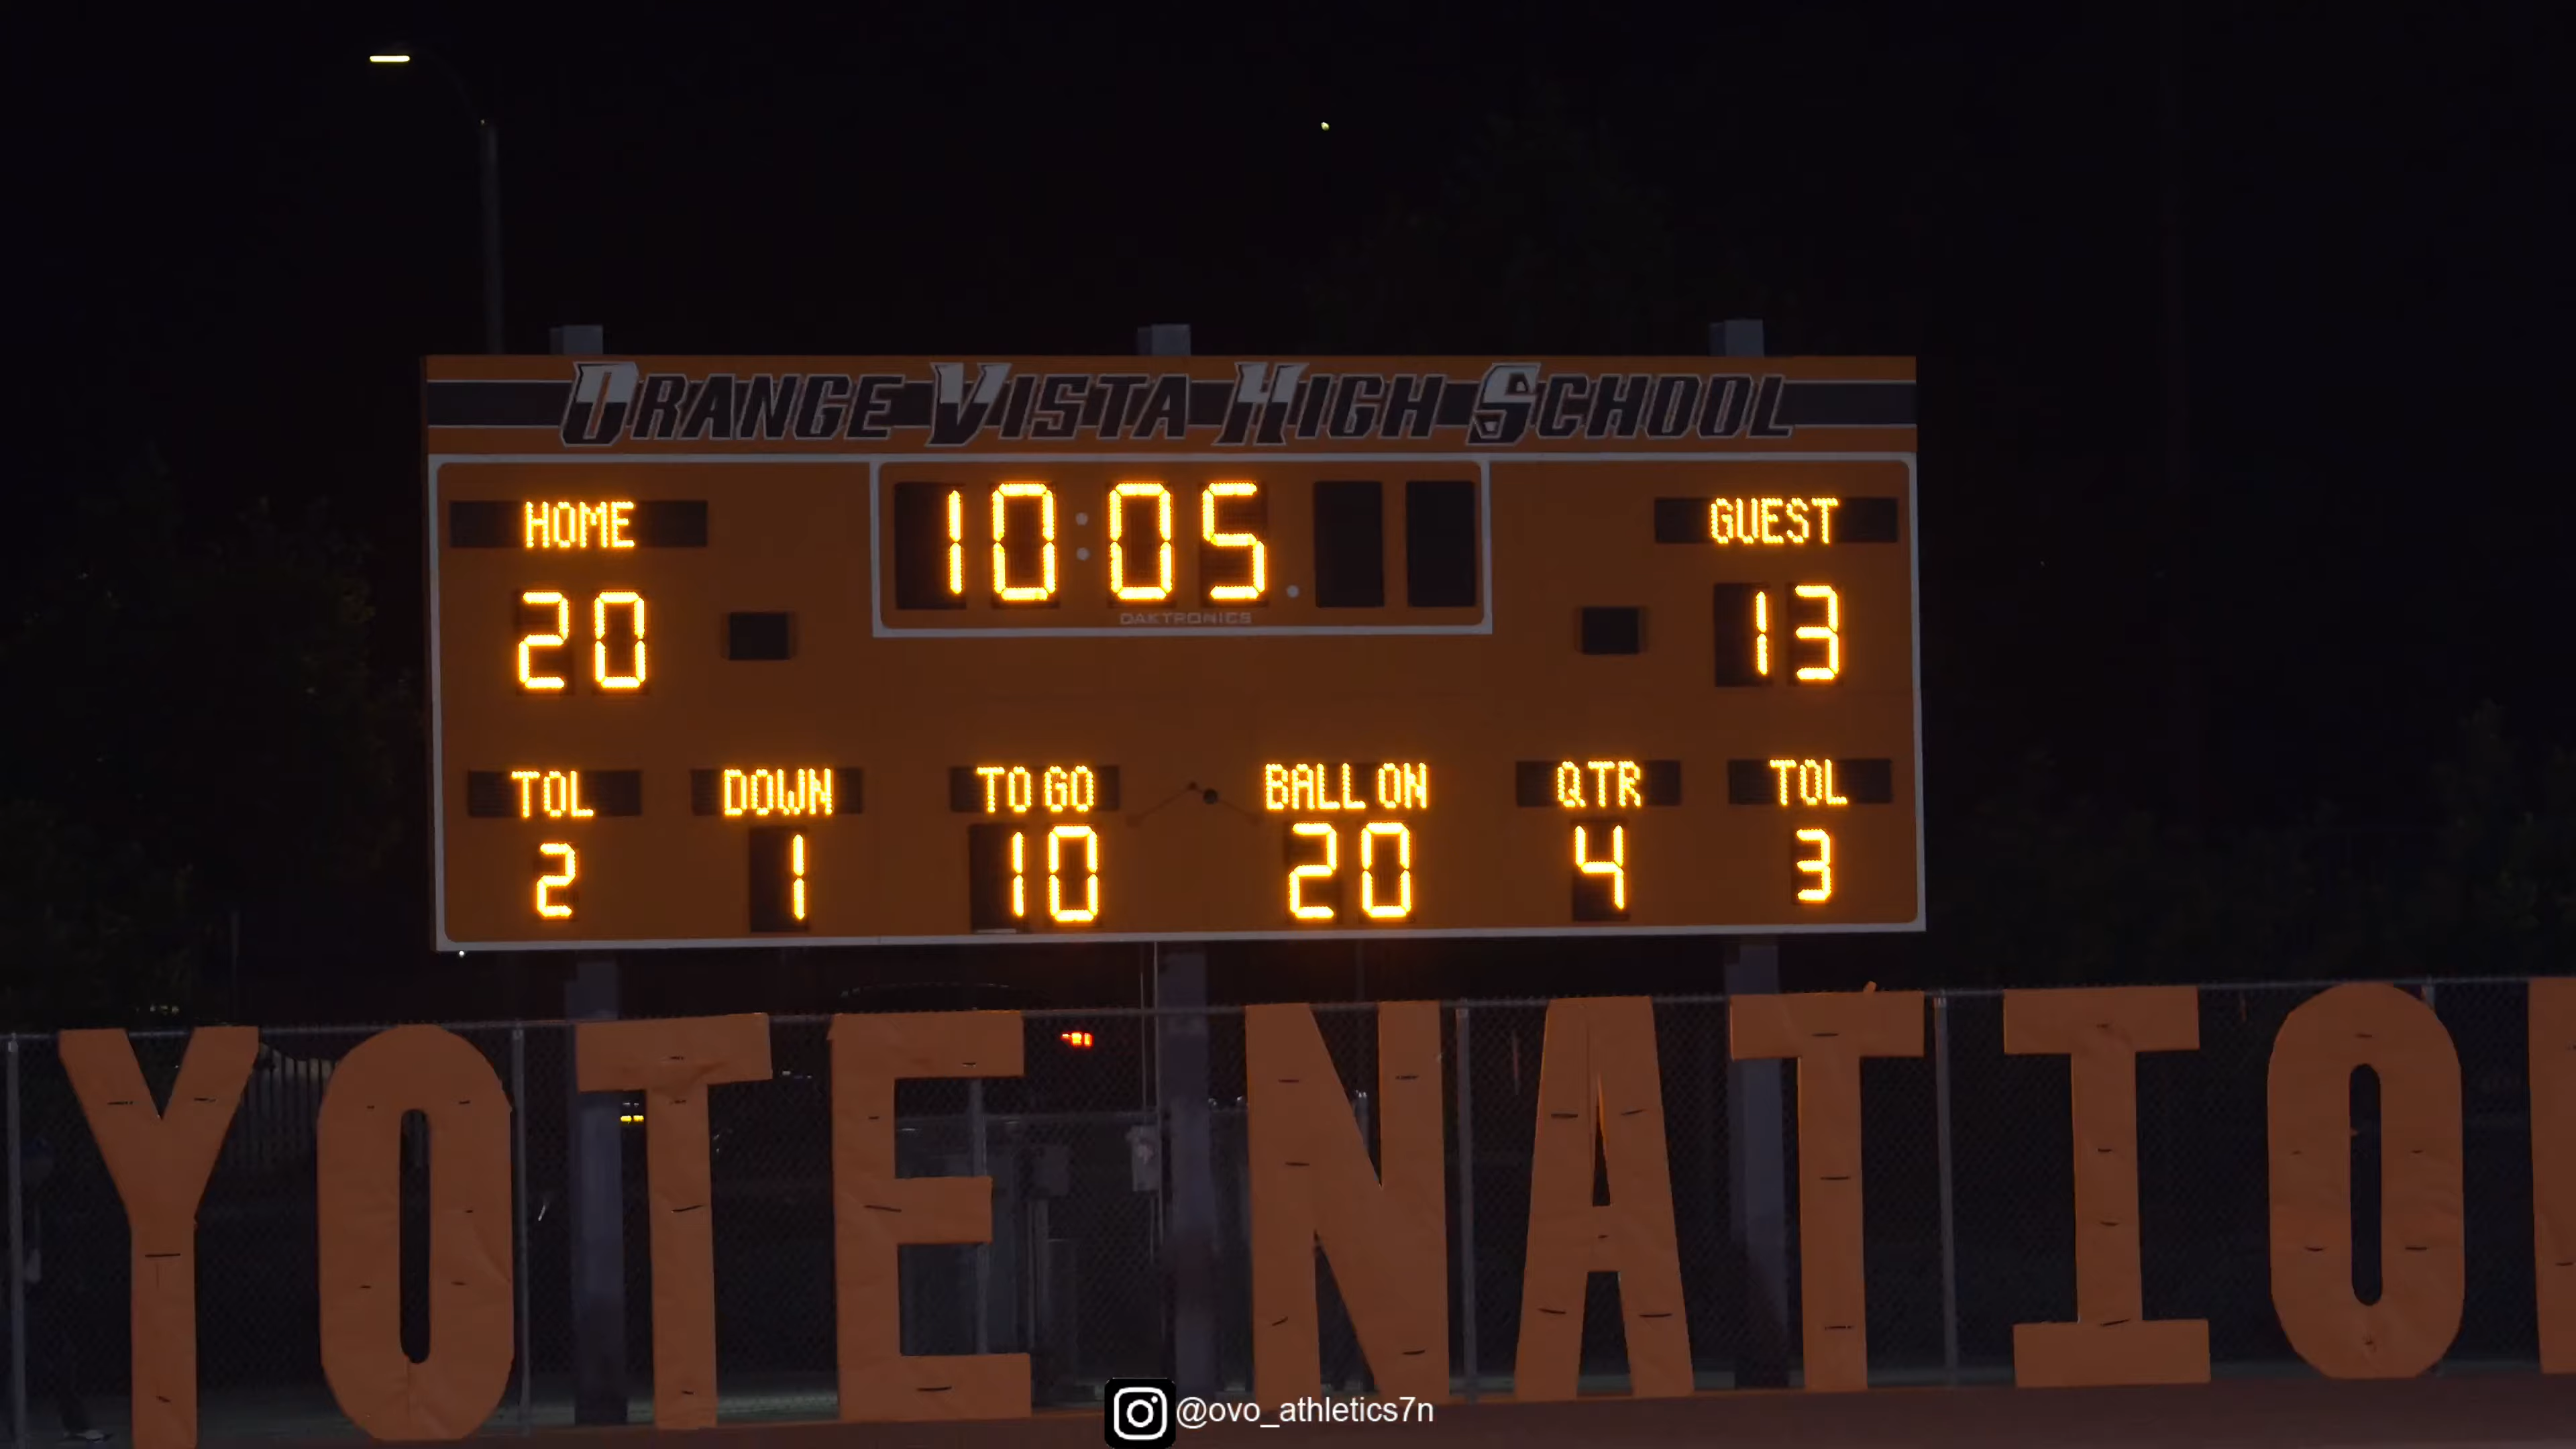 ORANGE VISTA HIGH SCHOOL
HOME 10:05 GUEST
DAKTRONICS
20 13
TOL DOWN TO GO BALL ON QTR TOL
2 1 10 20 4 3
YOTE NATIO
@ovo_athletics7n